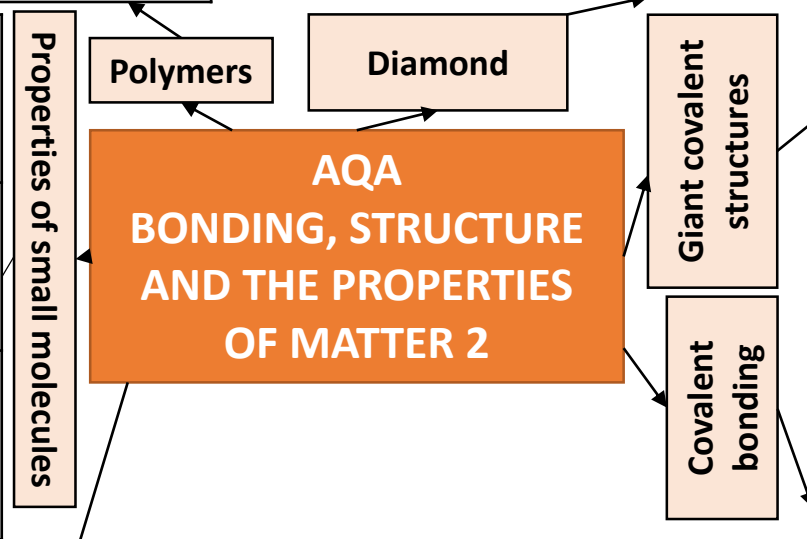 Properties of small molecules
Polymers
Diamond
Giant covalent
structures
AQA
BONDING, STRUCTURE
AND THE PROPERTIES
OF MATTER 2
Covalent
bonding